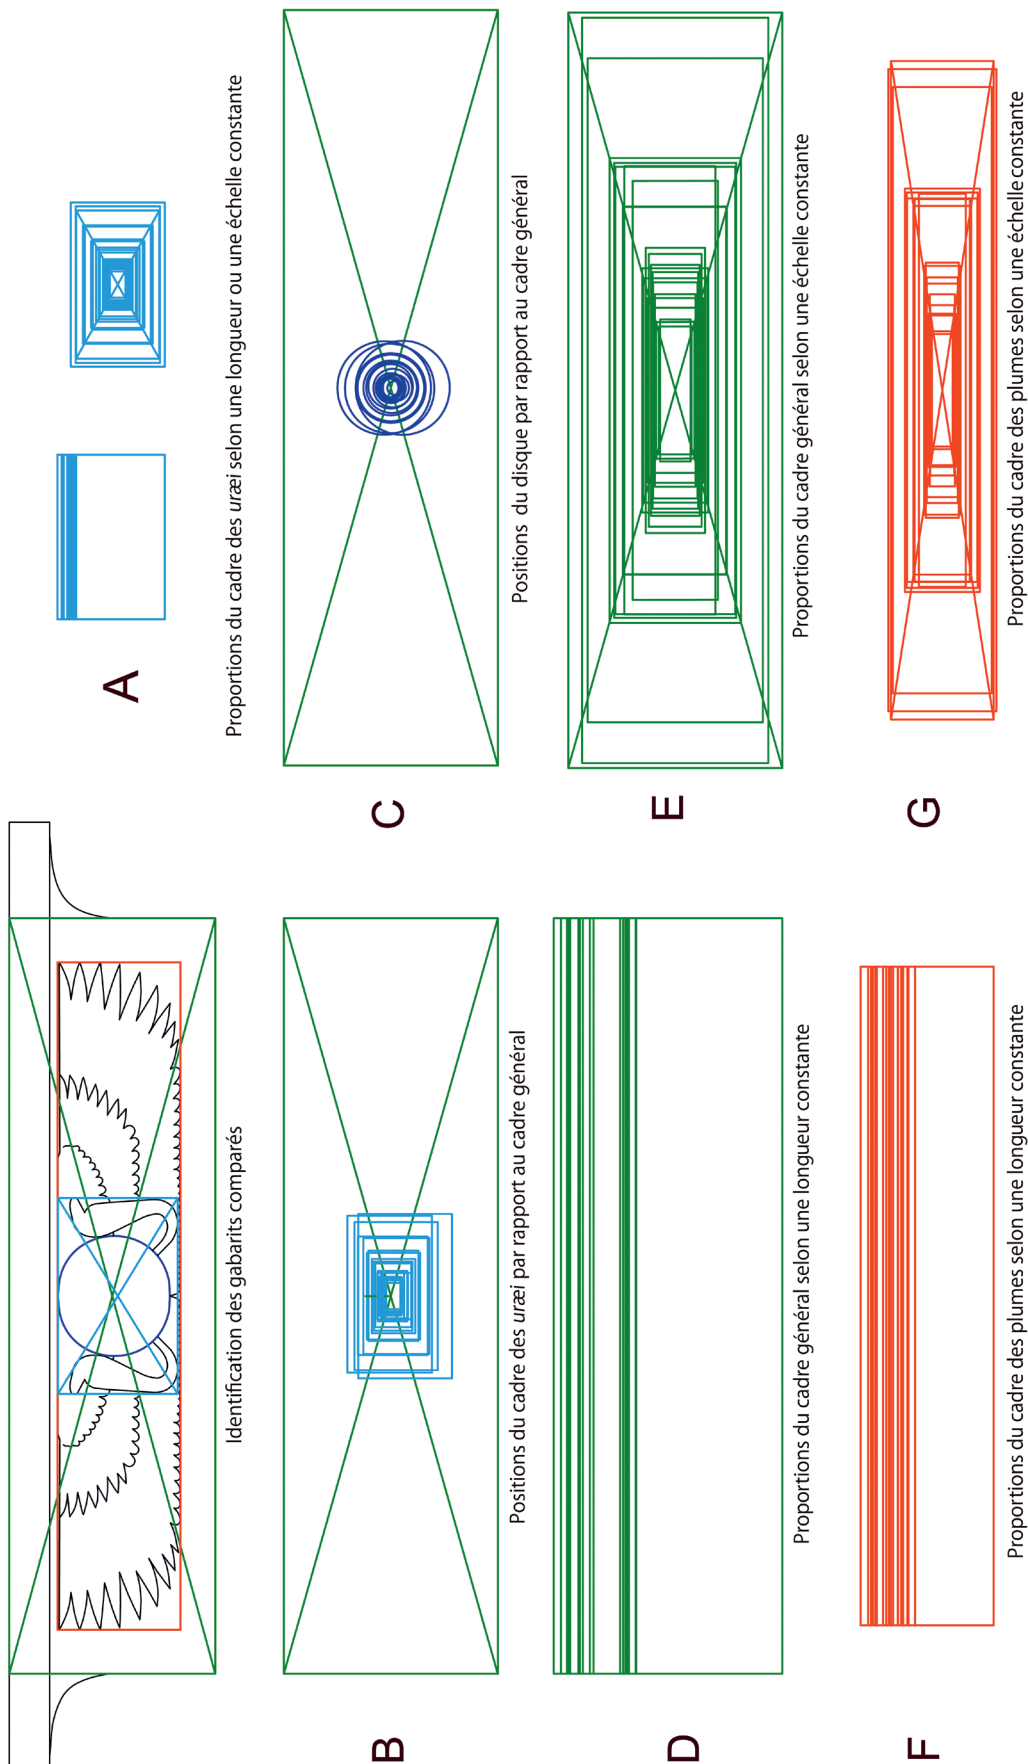 Identification des gabarits comparés
A
Proportions du cadre des uræi selon une longueur ou une échelle constante
B
Positions du cadre des uræi par rapport au cadre général
C
Positions du disque par rapport au cadre général
D
Proportions du cadre général selon une longueur constante
E
Proportions du cadre général selon une échelle constante
F
Proportions du cadre des plumes selon une longueur constante
G
Proportions du cadre des plumes selon une échelle constante